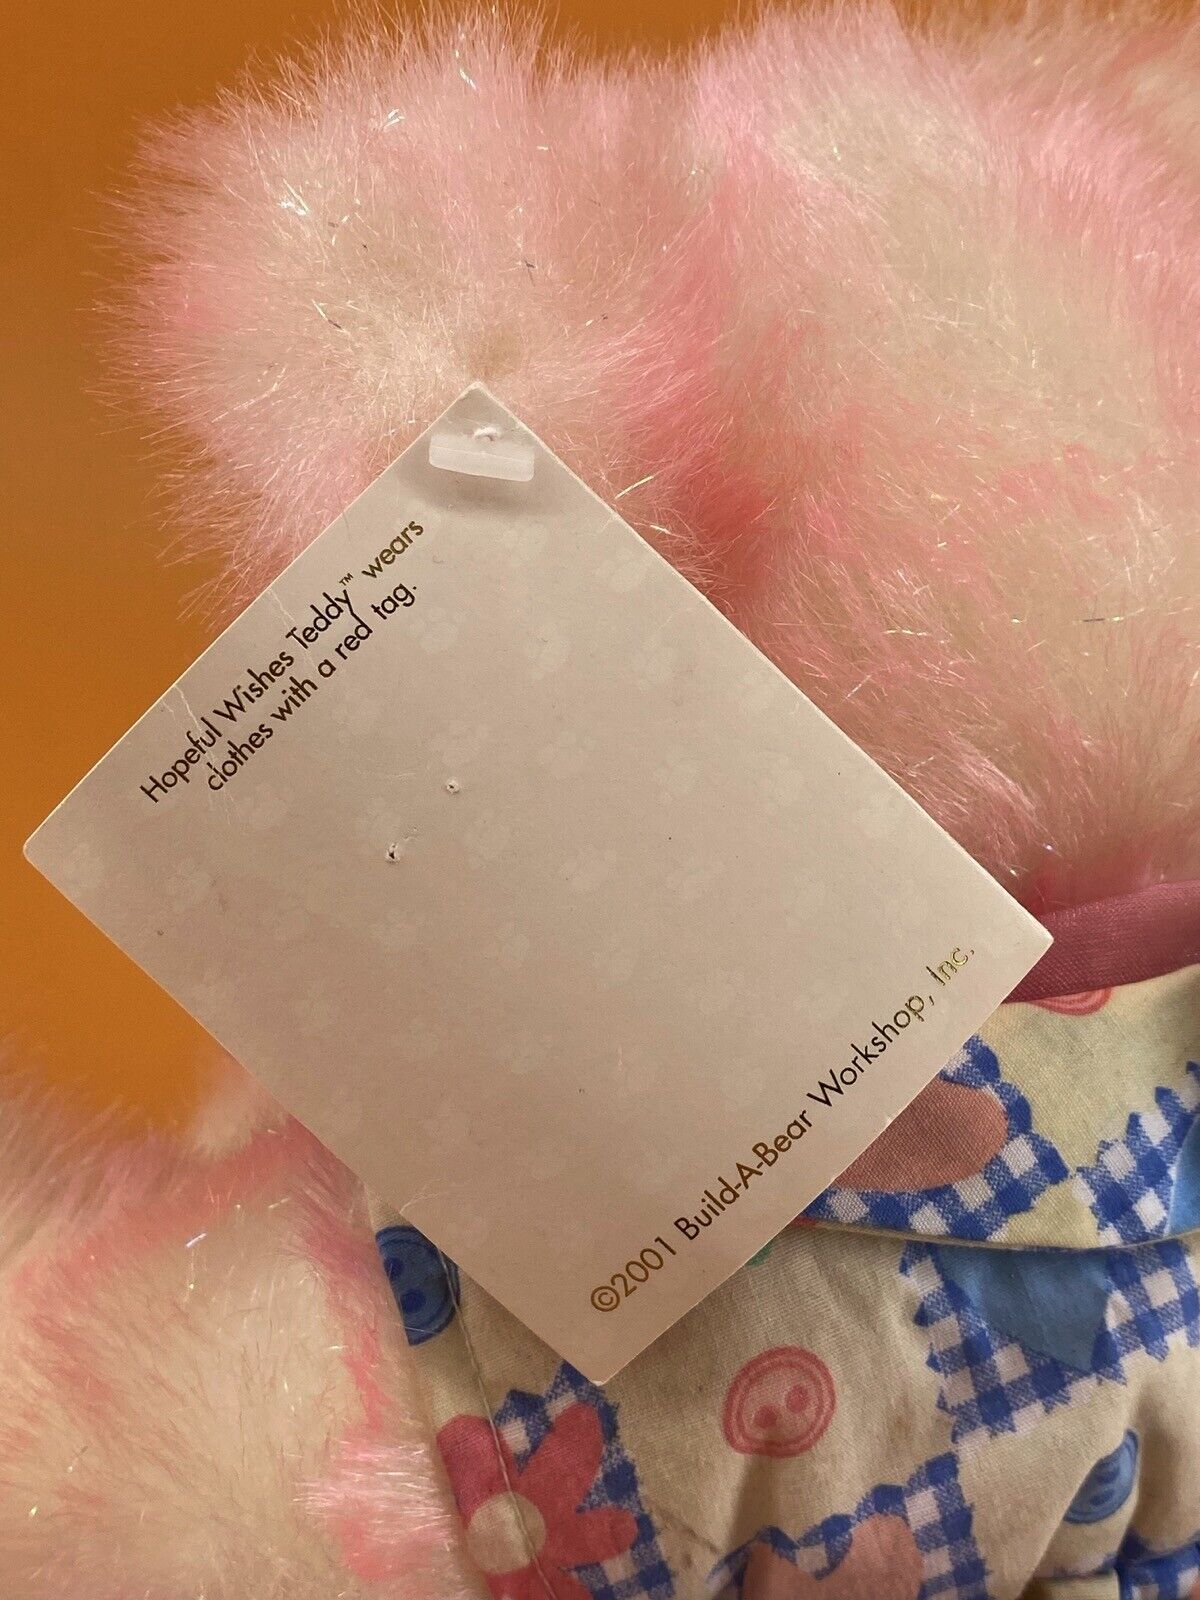 Hopeful Wishes Teddy™ wears
clothes with a red tag.
©2001 Build-A-Bear Workshop, Inc.